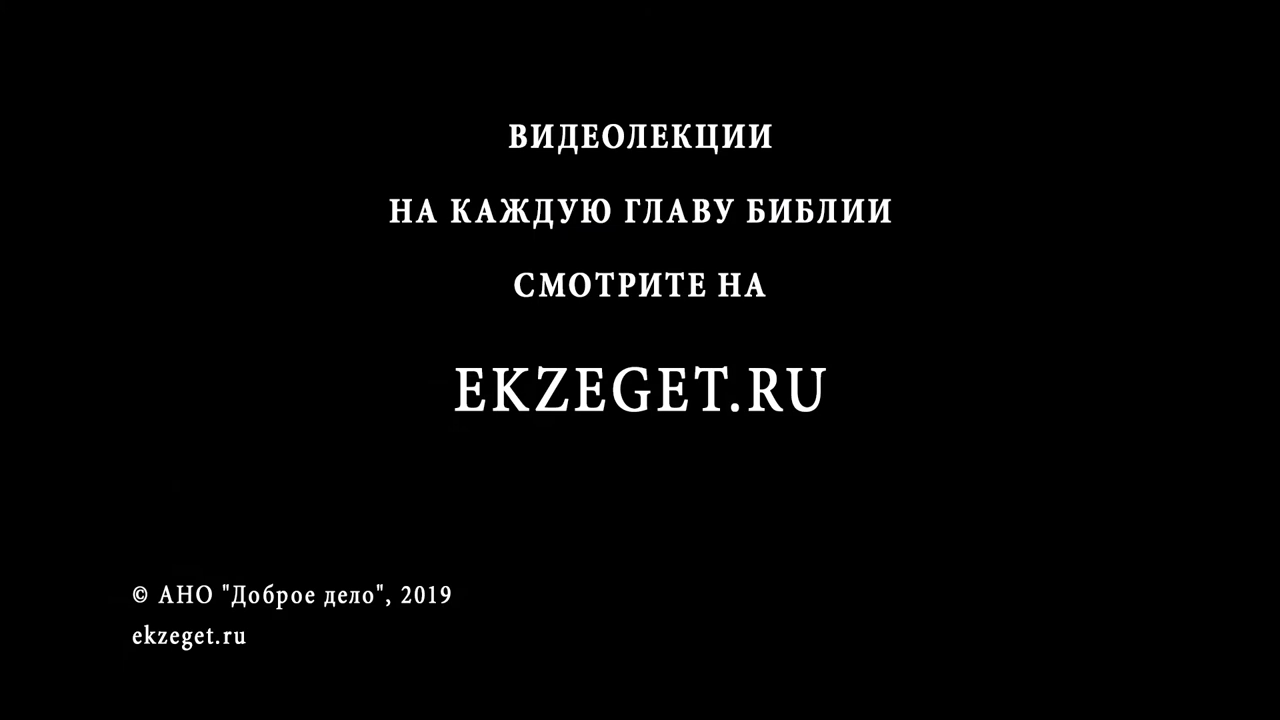 ВИДЕОЛЕКЦИИ
НА КАЖДУЮ ГЛАВУ БИБЛИИ
СМОТРИТЕ НА
EKZEGET.RU
© АНО "Доброе дело", 2019
ekzeget.ru